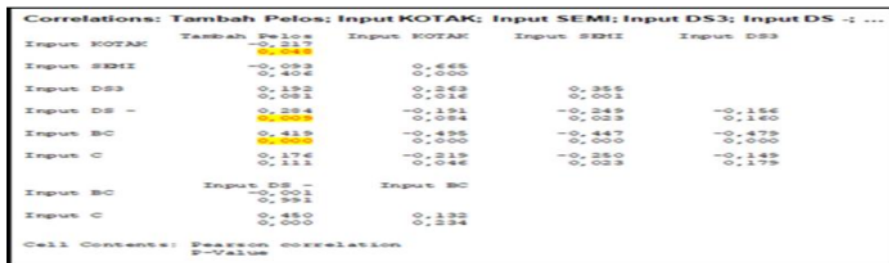 Correlations: Tambah Pelos; Input KOTAK; Input SEMI; Input DS3; Input DS -; ...
Tambah Pelos Input KOTAK Input SEMI Input DS3
Input KOTAK -0,217
0,048
Input SEMI -0,093 0,665
0,406 0,000
Input DS3 0,192 0,263 0,355
0,081 0,016 0,001
Input DS - 0,284 -0,191 -0,249 -0,156
0,009 0,084 0,023 0,160
Input BC 0,419 -0,495 -0,447 -0,479
0,000 0,000 0,000 0,000
Input C 0,176 -0,219 -0,250 -0,149
0,111 0,046 0,023 0,179
Input DS - Input BC
Input BC -0,001
0,991
Input C 0,450 0,132
0,000 0,234
Cell Contents: Pearson correlation
P-Value